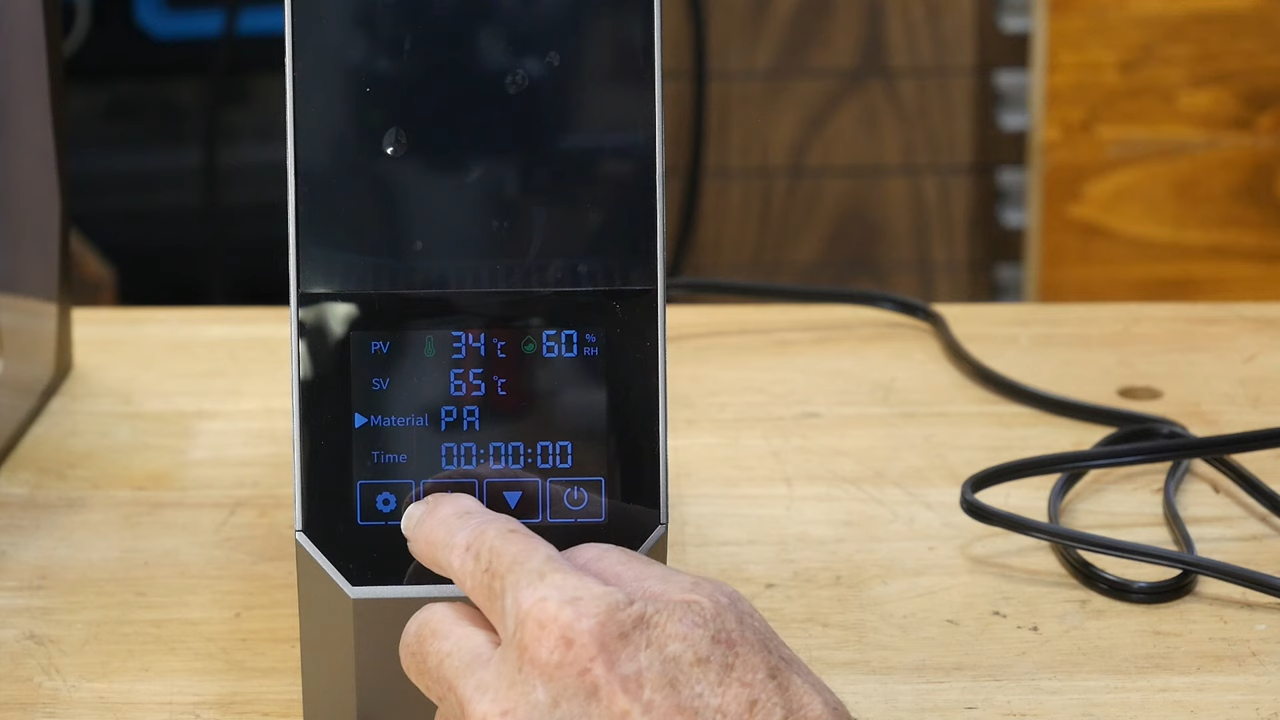 PV 34 ℃ 60 % RH
SV 65 ℃
Material PA
Time 00:00:00